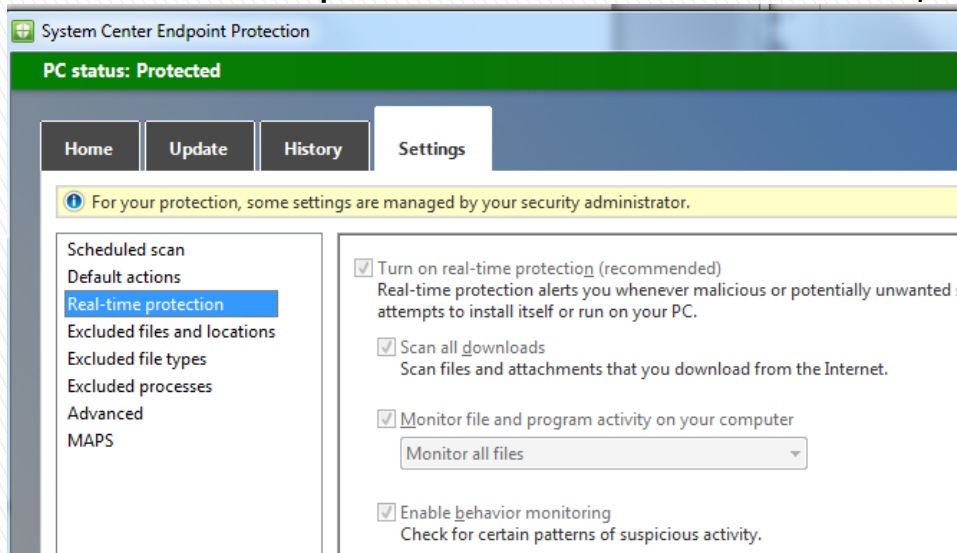 System Center Endpoint Protection
PC status: Protected
Home Update History Settings
For your protection, some settings are managed by your security administrator.
Scheduled scan
Default actions
Real-time protection
Excluded files and locations
Excluded file types
Excluded processes
Advanced
MAPS
Turn on real-time protection (recommended)
Real-time protection alerts you whenever malicious or potentially unwanted
attempts to install itself or run on your PC.
Scan all downloads
Scan files and attachments that you download from the Internet.
Monitor file and program activity on your computer
Monitor all files
Enable behavior monitoring
Check for certain patterns of suspicious activity.